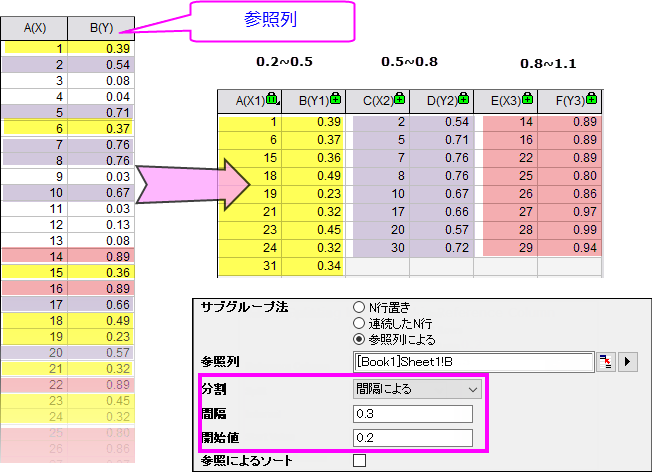 参照列
A(X) B(Y)
1 0.39
2 0.54
3 0.08
4 0.04
5 0.71
6 0.37
7 0.76
8 0.76
9 0.03
10 0.67
11 0.03
12 0.13
13 0.08
14 0.89
15 0.36
16 0.89
17 0.66
18 0.49
19 0.23
20 0.57
21 0.32
22 0.89
23 0.45
24 0.32
25 0.80
26 0.86
0.2~0.5 0.5~0.8 0.8~1.1
A(X1) B(Y1) C(X2) D(Y2) E(X3) F(Y3)
1 0.39 2 0.54 14 0.89
6 0.37 5 0.71 16 0.89
15 0.36 7 0.76 22 0.89
18 0.49 8 0.76 25 0.80
19 0.23 10 0.67 26 0.86
21 0.32 17 0.66 27 0.97
23 0.45 20 0.57 28 0.99
24 0.32 30 0.72 29 0.94
31 0.34
サブグループ法 N行置き
連続したN行
参照列による
参照列 [Book1]Sheet1!B
分割 間隔による
間隔 0.3
開始値 0.2
参照によるソート